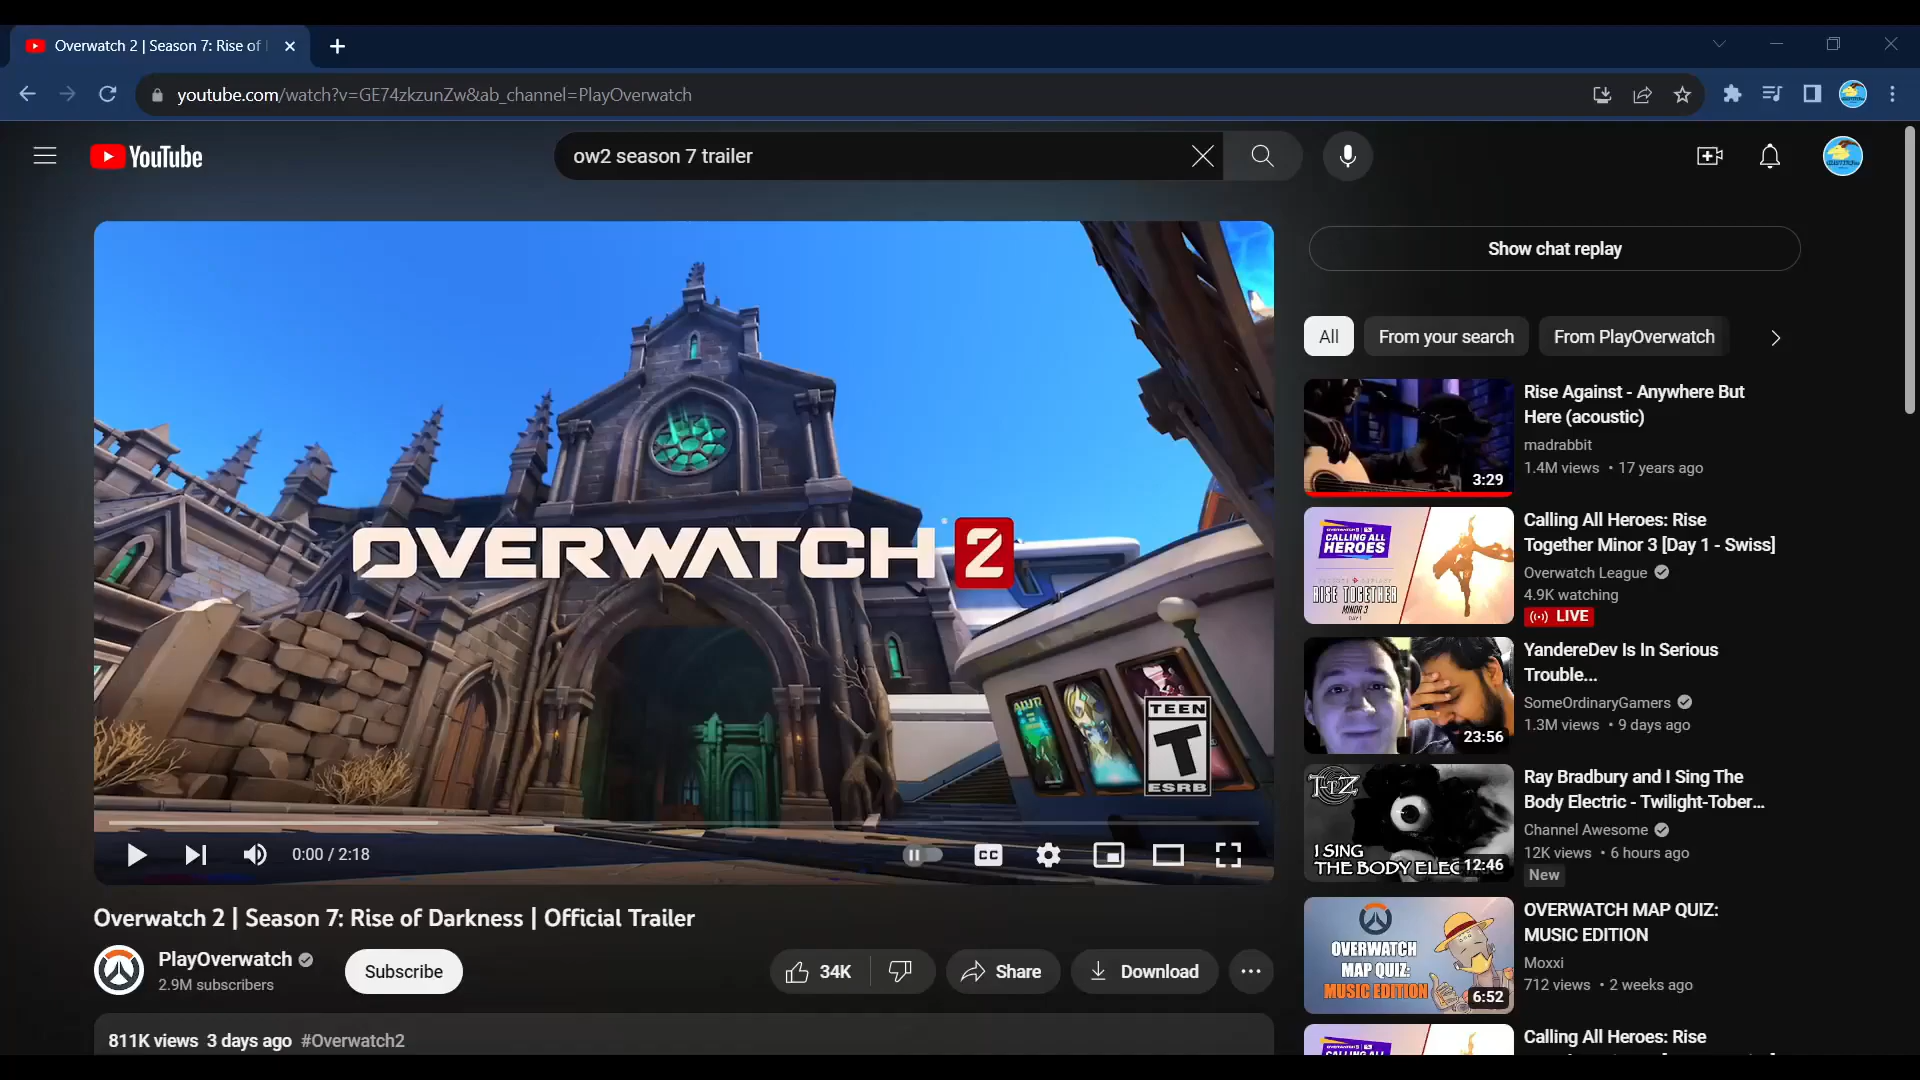 Overwatch 2 | Season 7: Rise of
youtube.com/watch?v=GE74zkzunZw&ab_channel=PlayOverwatch
YouTube
ow2 season 7 trailer
OVERWATCH 2
TEEN
T
ESRB
0:00 / 2:18
CC
Overwatch 2 | Season 7: Rise of Darkness | Official Trailer
PlayOverwatch
2.9M subscribers
Subscribe
34K
Share
Download
811K views 3 days ago #Overwatch2
Show chat replay
All
From your search
From PlayOverwatch
3:29
Rise Against - Anywhere But
Here (acoustic)
madrabbit
1.4M views • 17 years ago
CALLING ALL
HEROES
RISE TOGETHER
MINOR 3
DAY 1
Calling All Heroes: Rise
Together Minor 3 [Day 1 - Swiss]
Overwatch League
4.9K watching
LIVE
23:56
YandereDev Is In Serious
Trouble...
SomeOrdinaryGamers
1.3M views • 9 days ago
I SING
THE BODY ELEC
12:46
Ray Bradbury and I Sing The
Body Electric - Twilight-Tober...
Channel Awesome
12K views • 6 hours ago
New
OVERWATCH
MAP QUIZ:
MUSIC EDITION
6:52
OVERWATCH MAP QUIZ:
MUSIC EDITION
Moxxi
712 views • 2 weeks ago
CALLING ALL
Calling All Heroes: Rise